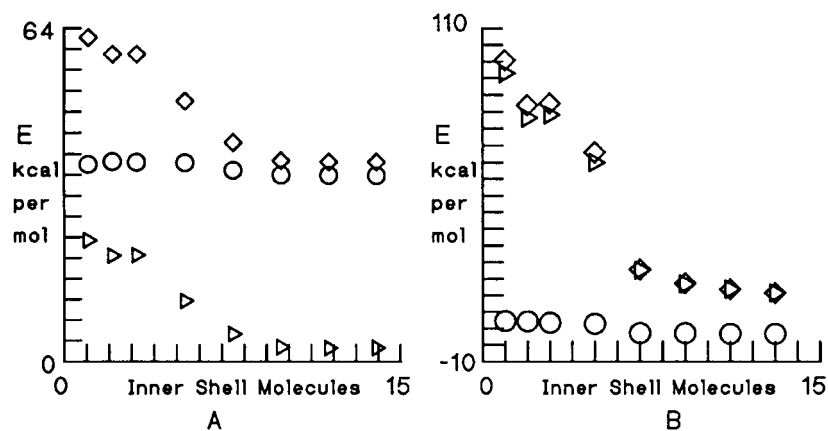 64
E
kcal
per
mol
0
0
15
Inner Shell Molecules
A
110
E
kcal
per
mol
-10
0
15
Inner Shell Molecules
B